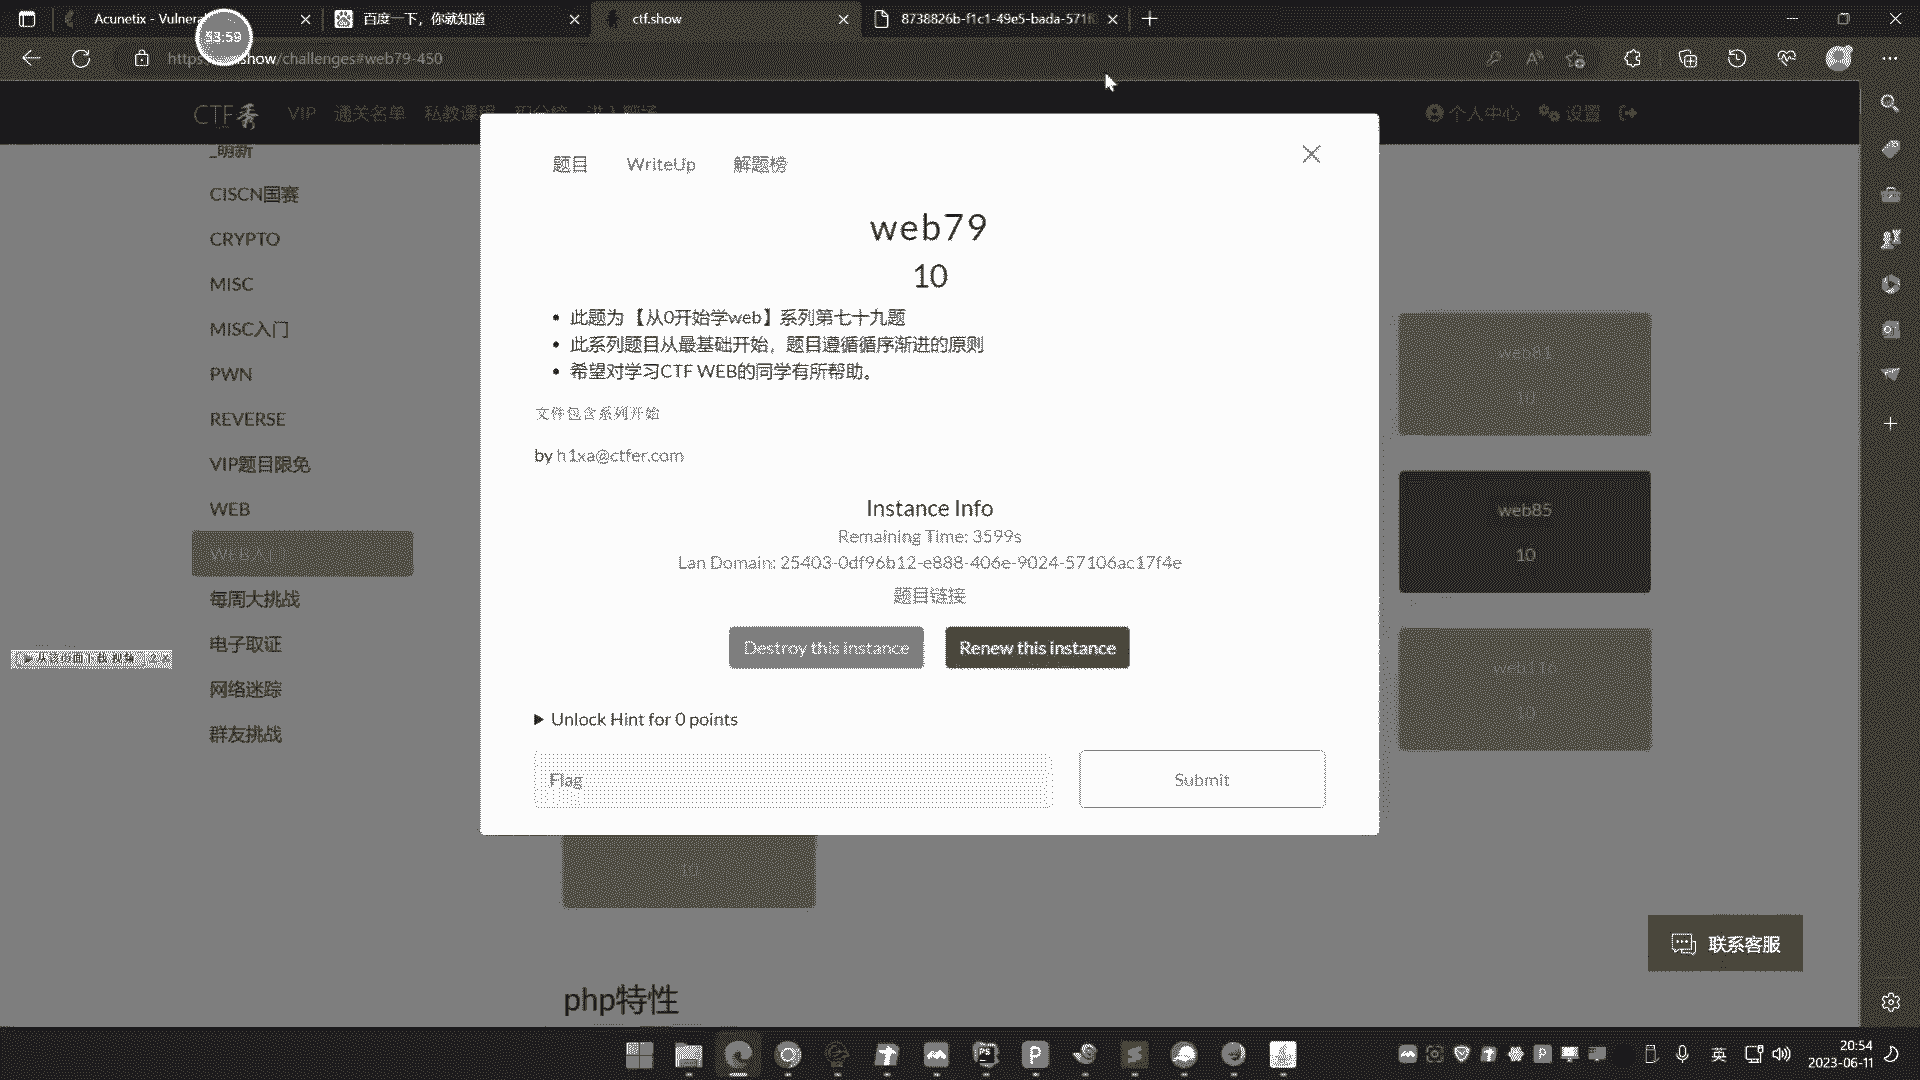 Acunetix - Vulnera
百度一下，你就知道
ctf.show
8738826b-f1c1-49e5-bada-571f
53:59
show/challenges#web79-450
CTF秀
VIP
通关名单
私教课程
积分榜
进入赛场
个人中心
设置
_萌新
CISCN国赛
CRYPTO
MISC
MISC入门
PWN
REVERSE
VIP题目限免
WEB
WEB入门
每周大挑战
电子取证
网络迷踪
群友挑战
题目
WriteUp
解题榜
web79
10
此题为 【从0开始学web】系列第七十九题
此系列题目从最基础开始，题目遵循循序渐进的原则
希望对学习CTF WEB的同学有所帮助。
文件包含系列开始
by h1xa@ctfer.com
Instance Info
Remaining Time: 3599s
Lan Domain: 25403-0df96b12-e888-406e-9024-57106ac17f4e
题目链接
Destroy this instance
Renew this instance
Unlock Hint for 0 points
Flag
Submit
web81
10
web85
10
web116
10
10
php特性
联系客服
英
20:54
2023-06-11